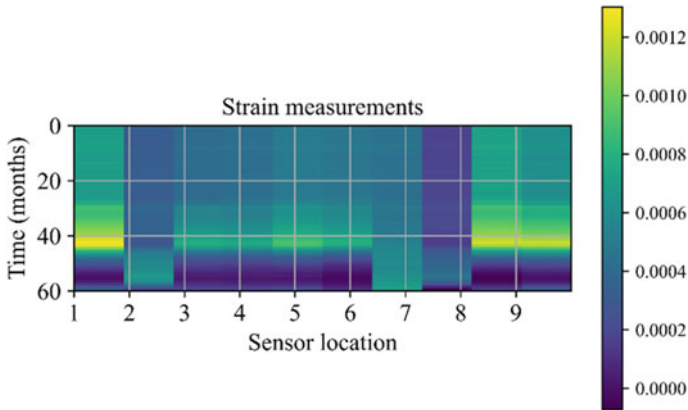 Strain measurements
0
20
40
60
Time (months)
1 2 3 4 5 6 7 8 9
Sensor location
0.0012
0.0010
0.0008
0.0006
0.0004
0.0002
0.0000